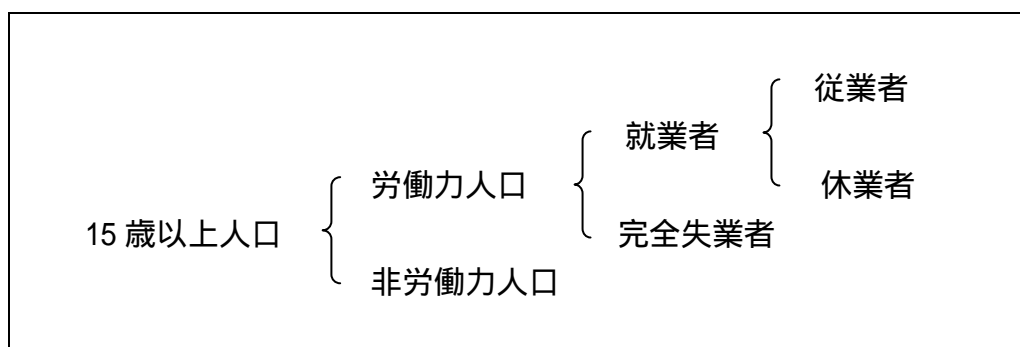 従業者
就業者
労働力人口
休業者
15 歳以上人口
完全失業者
非労働力人口